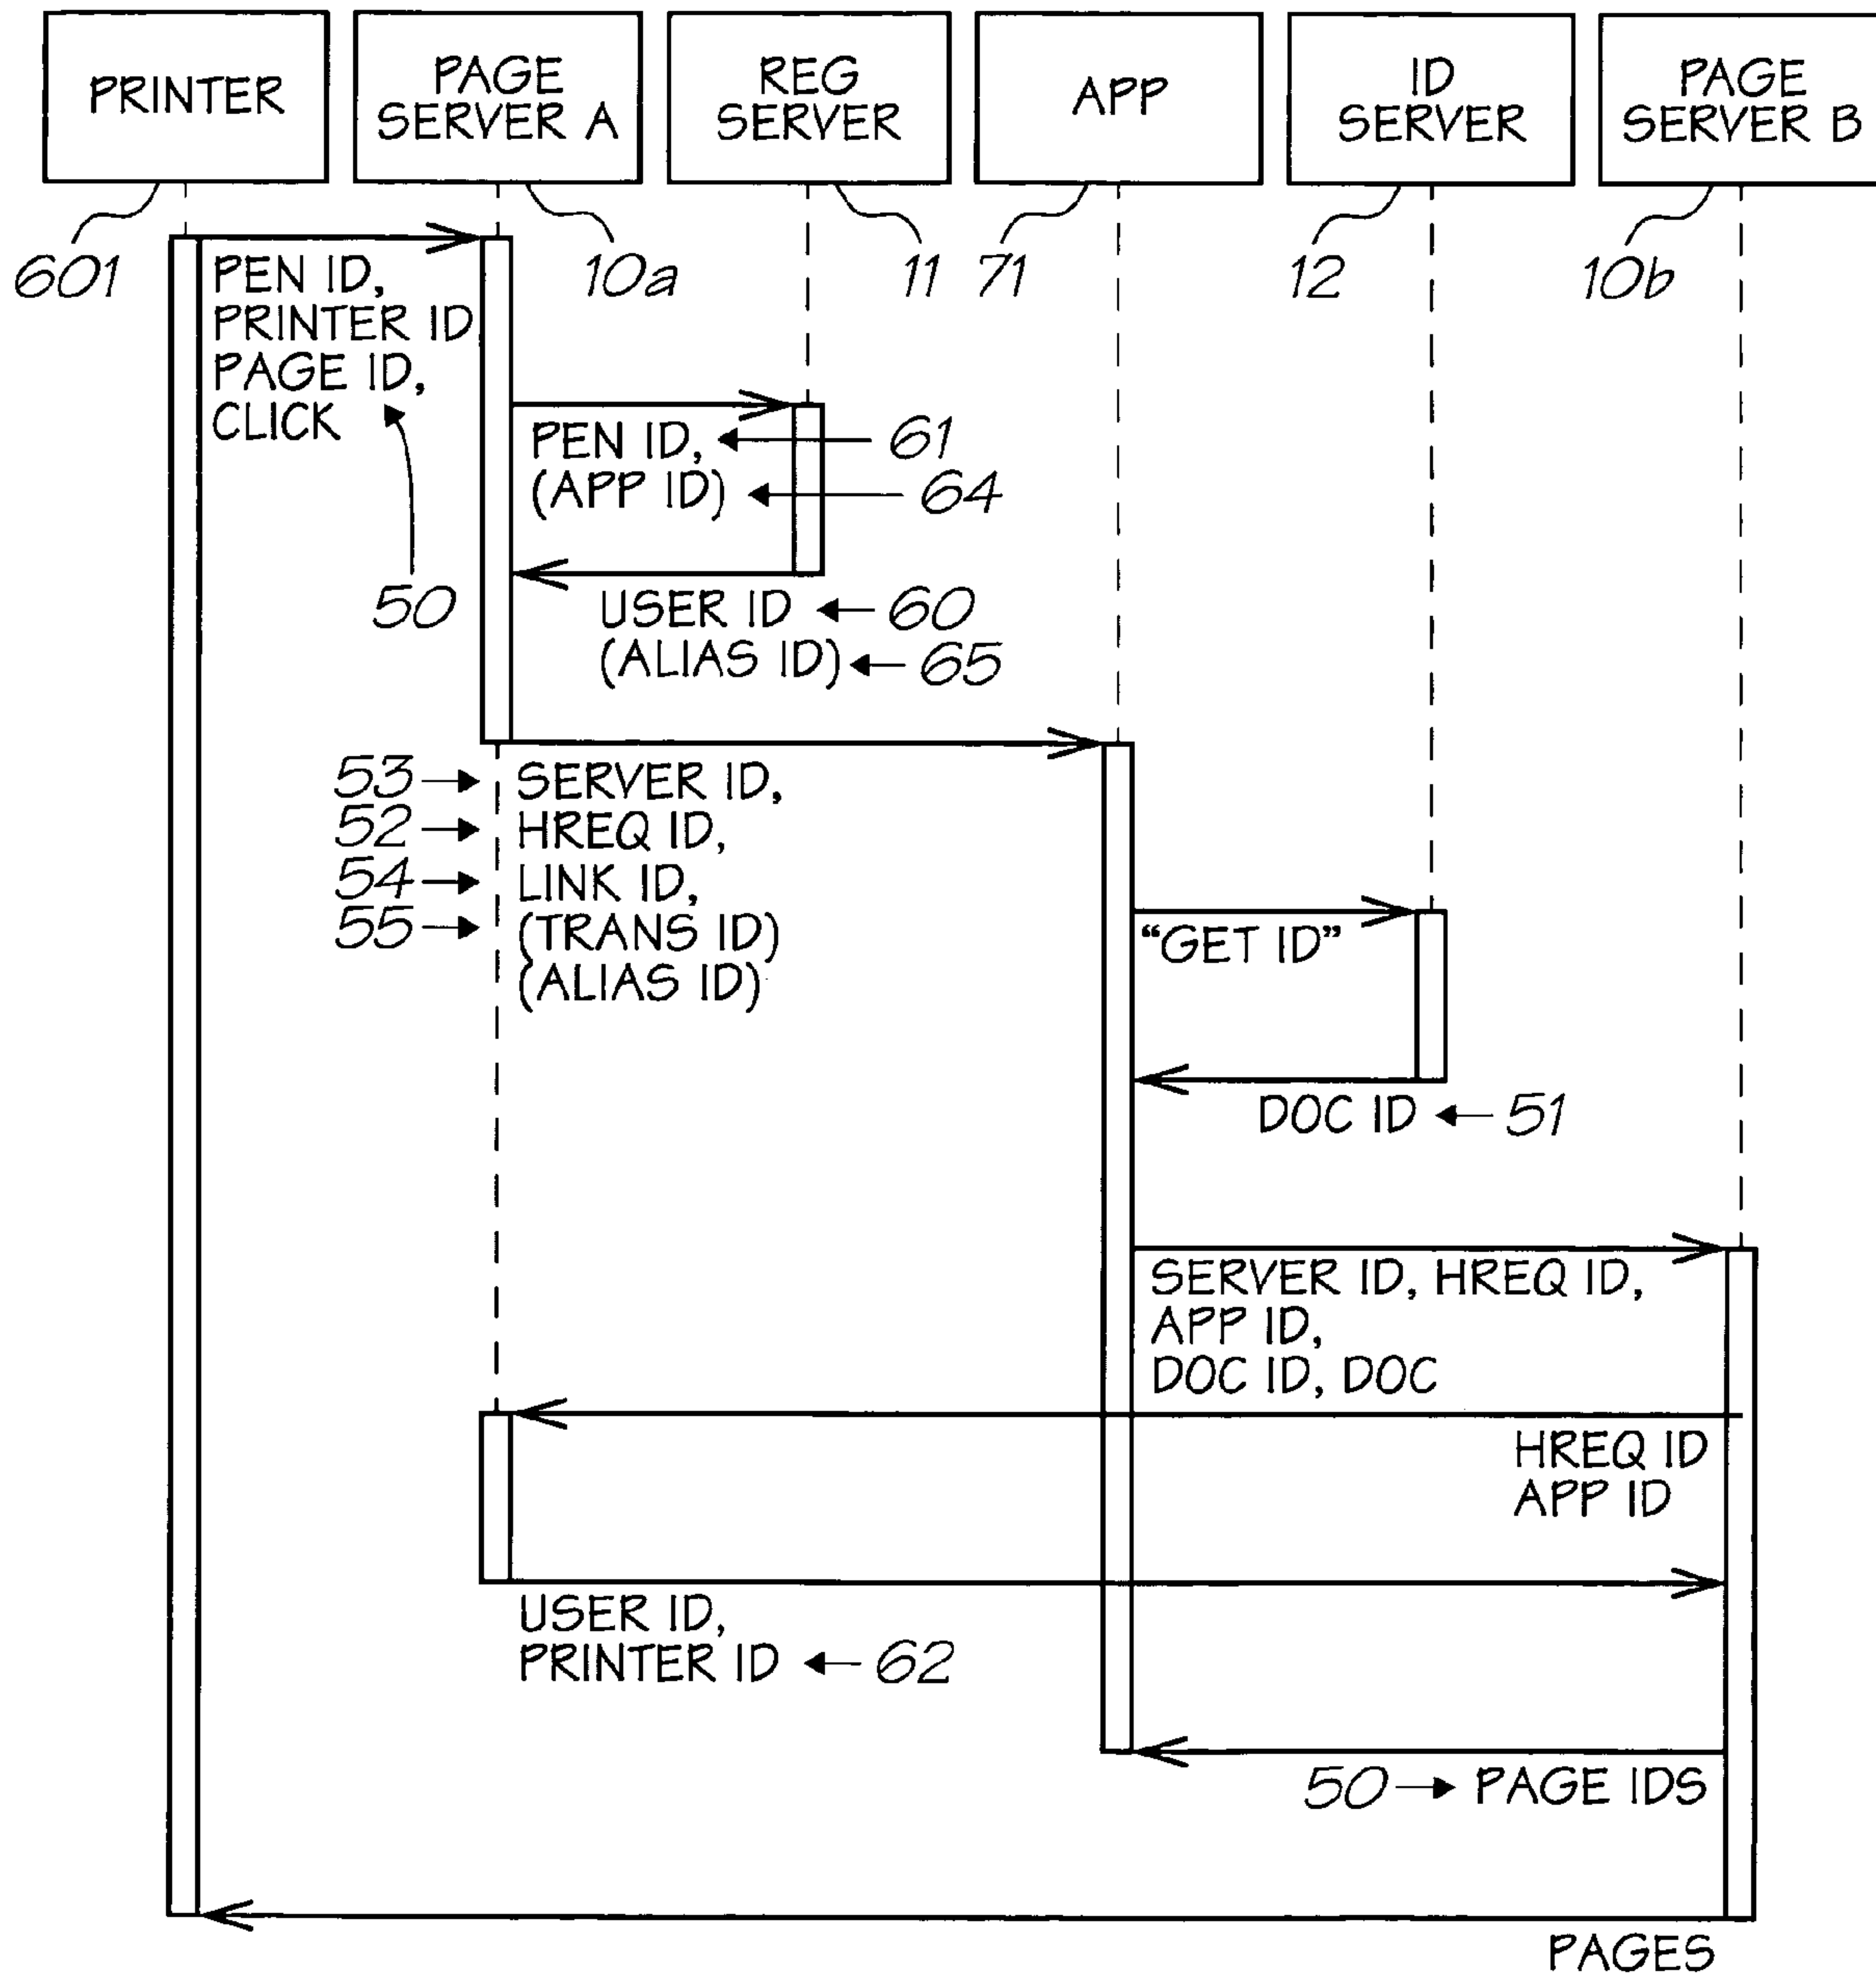 PRINTER
PAGE
SERVER A
REG
SERVER
APP
ID
SERVER
PAGE
SERVER B
601
10a
11
71
12
10b
PEN ID,
PRINTER ID
PAGE ID,
CLICK
50
PEN ID,
61
(APP ID)
64
USER ID
60
(ALIAS ID)
65
53
SERVER ID,
52
HREQ ID,
54
LINK ID,
55
(TRANS ID)
(ALIAS ID)
“GET ID”
DOC ID
51
SERVER ID, HREQ ID,
APP ID,
DOC ID, DOC
HREQ ID
APP ID
USER ID,
PRINTER ID
62
50
PAGE IDS
PAGES